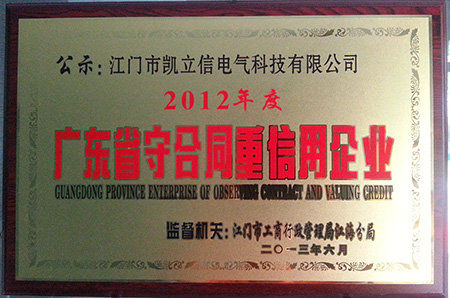 公示:江门市凯立信电气科技有限公司
2012年度
广东省守合同重信用企业
GUANGDONG PROVINCE ENTERPRISE OF OBSERVING CONTRACT AND VALUING CREDIT
监督机关:江门市工商行政管理局江海分局
二〇一三年六月